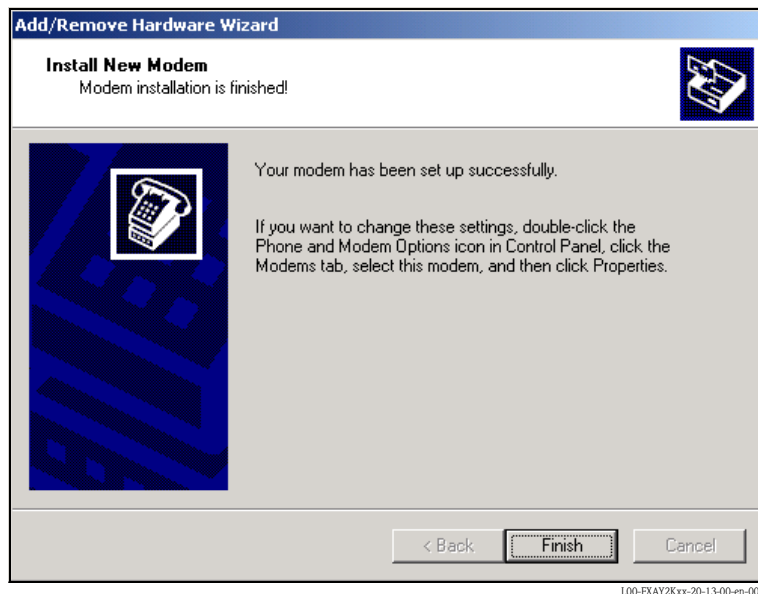 Add/Remove Hardware Wizard
Install New Modem
Modem installation is finished!
Your modem has been set up successfully.
If you want to change these settings, double-click the
Phone and Modem Options icon in Control Panel, click the
Modems tab, select this modem, and then click Properties.
< Back
Finish
Cancel
L00-FXAY2Kxx-20-13-00-en-00